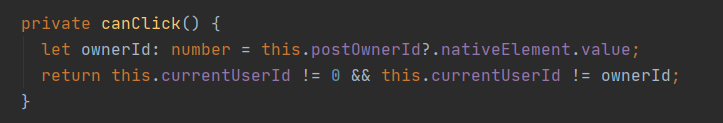 private canClick() {
let ownerId: number = this.postOwnerId?.nativeElement.value;
return this.currentUserId != 0 && this.currentUserId != ownerId;
}